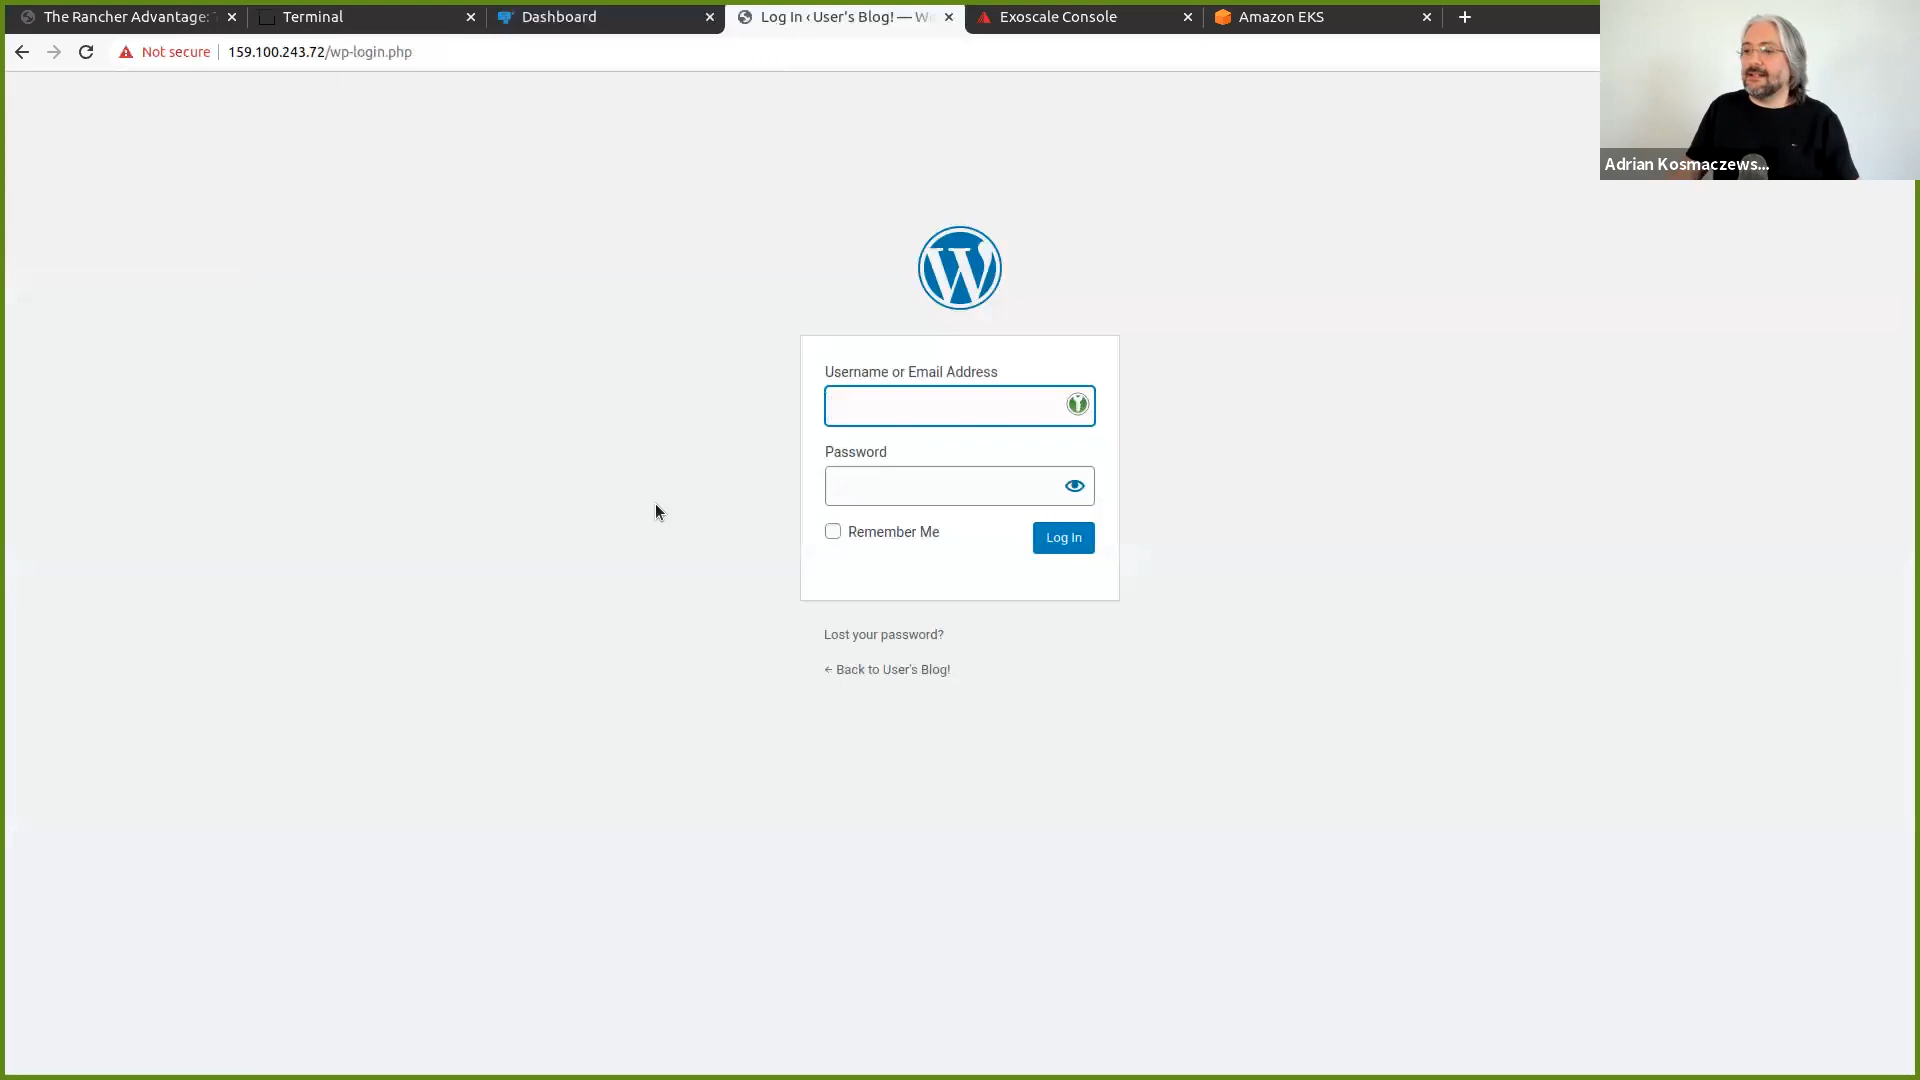 The Rancher Advantage:
Terminal
Dashboard
Log In ‹ User's Blog! — W
Exoscale Console
Amazon EKS
Not secure
159.100.243.72/wp-login.php
Adrian Kosmaczews...
Username or Email Address
Password
Remember Me
Log In
Lost your password?
← Back to User's Blog!